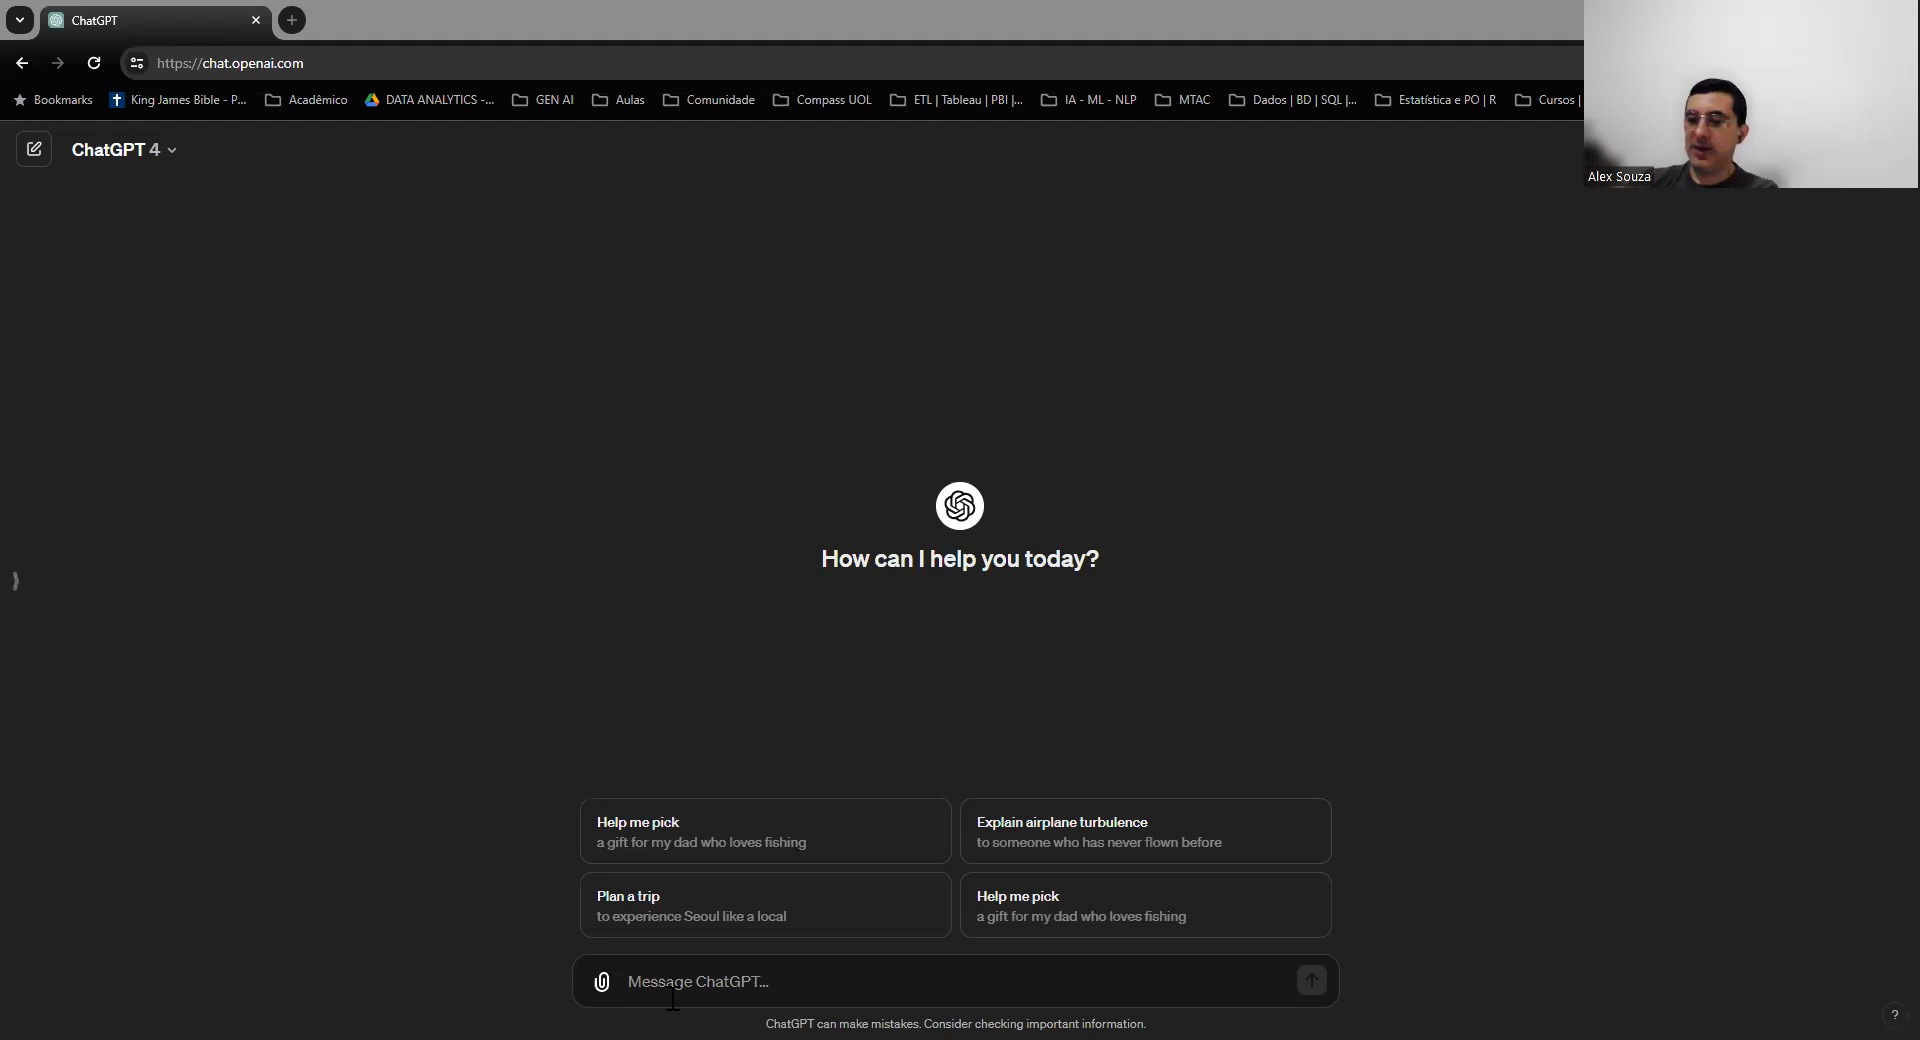 ChatGPT
https://chat.openai.com
Bookmarks King James Bible - P... Acadêmico DATA ANALYTICS -... GEN AI Aulas Comunidade Compass UOL ETL | Tableau | PBI |... IA - ML - NLP MTAC Dados | BD | SQL |... Estatística e PO | R Cursos |
ChatGPT 4
Alex Souza
How can I help you today?
Help me pick
a gift for my dad who loves fishing
Explain airplane turbulence
to someone who has never flown before
Plan a trip
to experience Seoul like a local
Help me pick
a gift for my dad who loves fishing
Message ChatGPT...
ChatGPT can make mistakes. Consider checking important information.
?